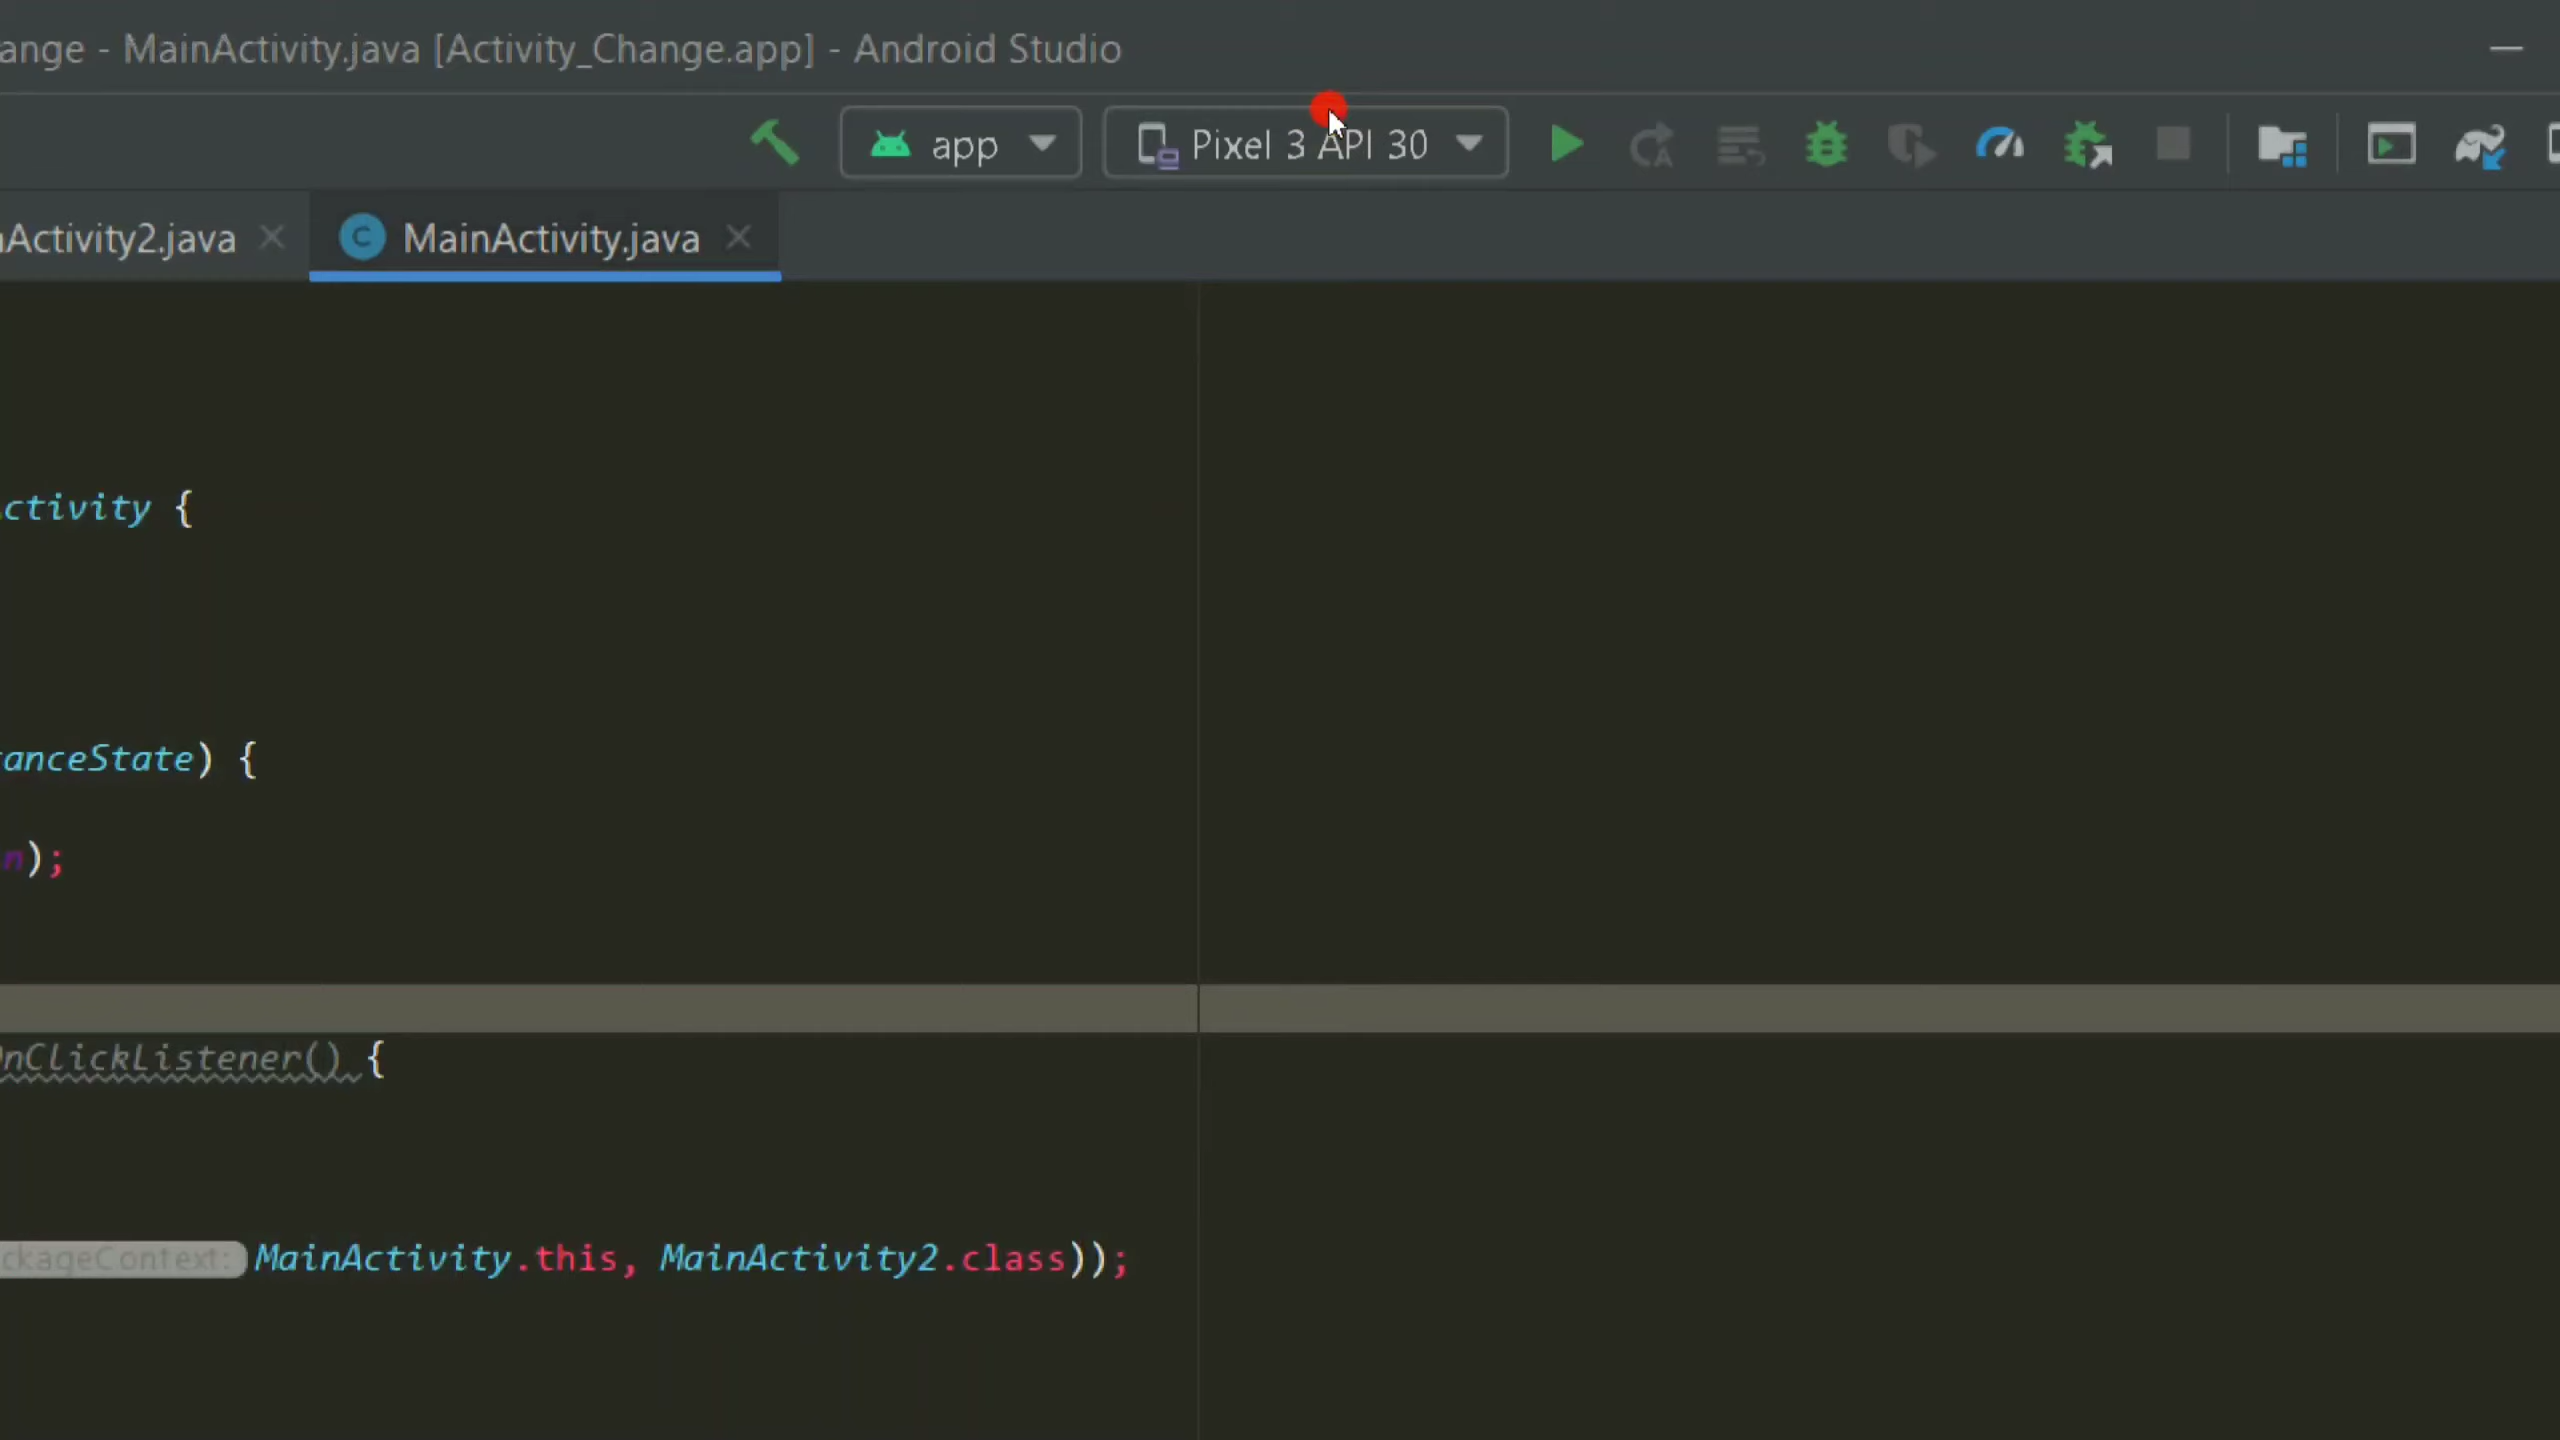 ange - MainActivity.java [Activity_Change.app] - Android Studio
app
Pixel 3 API 30
Activity2.java
MainActivity.java
ctivity {
anceState) {
n);
nClickListener() {
ckageContext: MainActivity.this, MainActivity2.class));